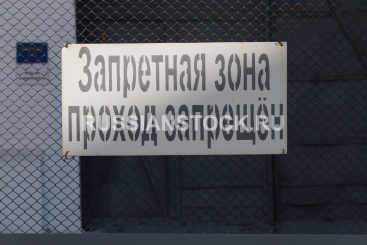 Запретная зона
проход запрещён
RUSSIANSTOCK.RU